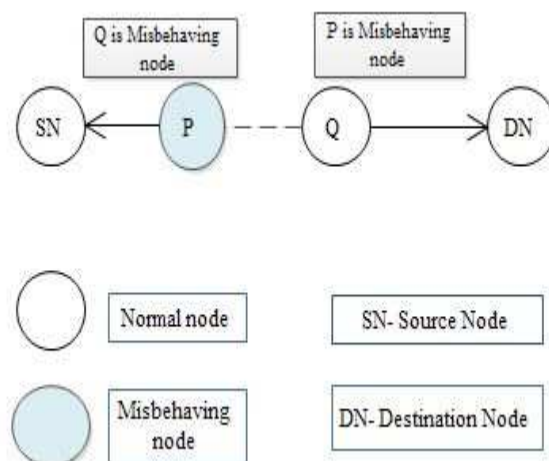 Q is Misbehaving
node
P is Misbehaving
node
SN
P
Q
DN
Normal node
SN- Source Node
Misbehaving
node
DN- Destination Node